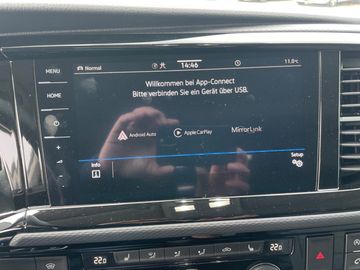 MENU
HOME
Normal
14:46
11.0°C
Willkommen bei App-Connect
Bitte verbinden Sie ein Gerät über USB.
Android Auto
Apple CarPlay
MirrorLink
Info
Setup
22.0
22.0